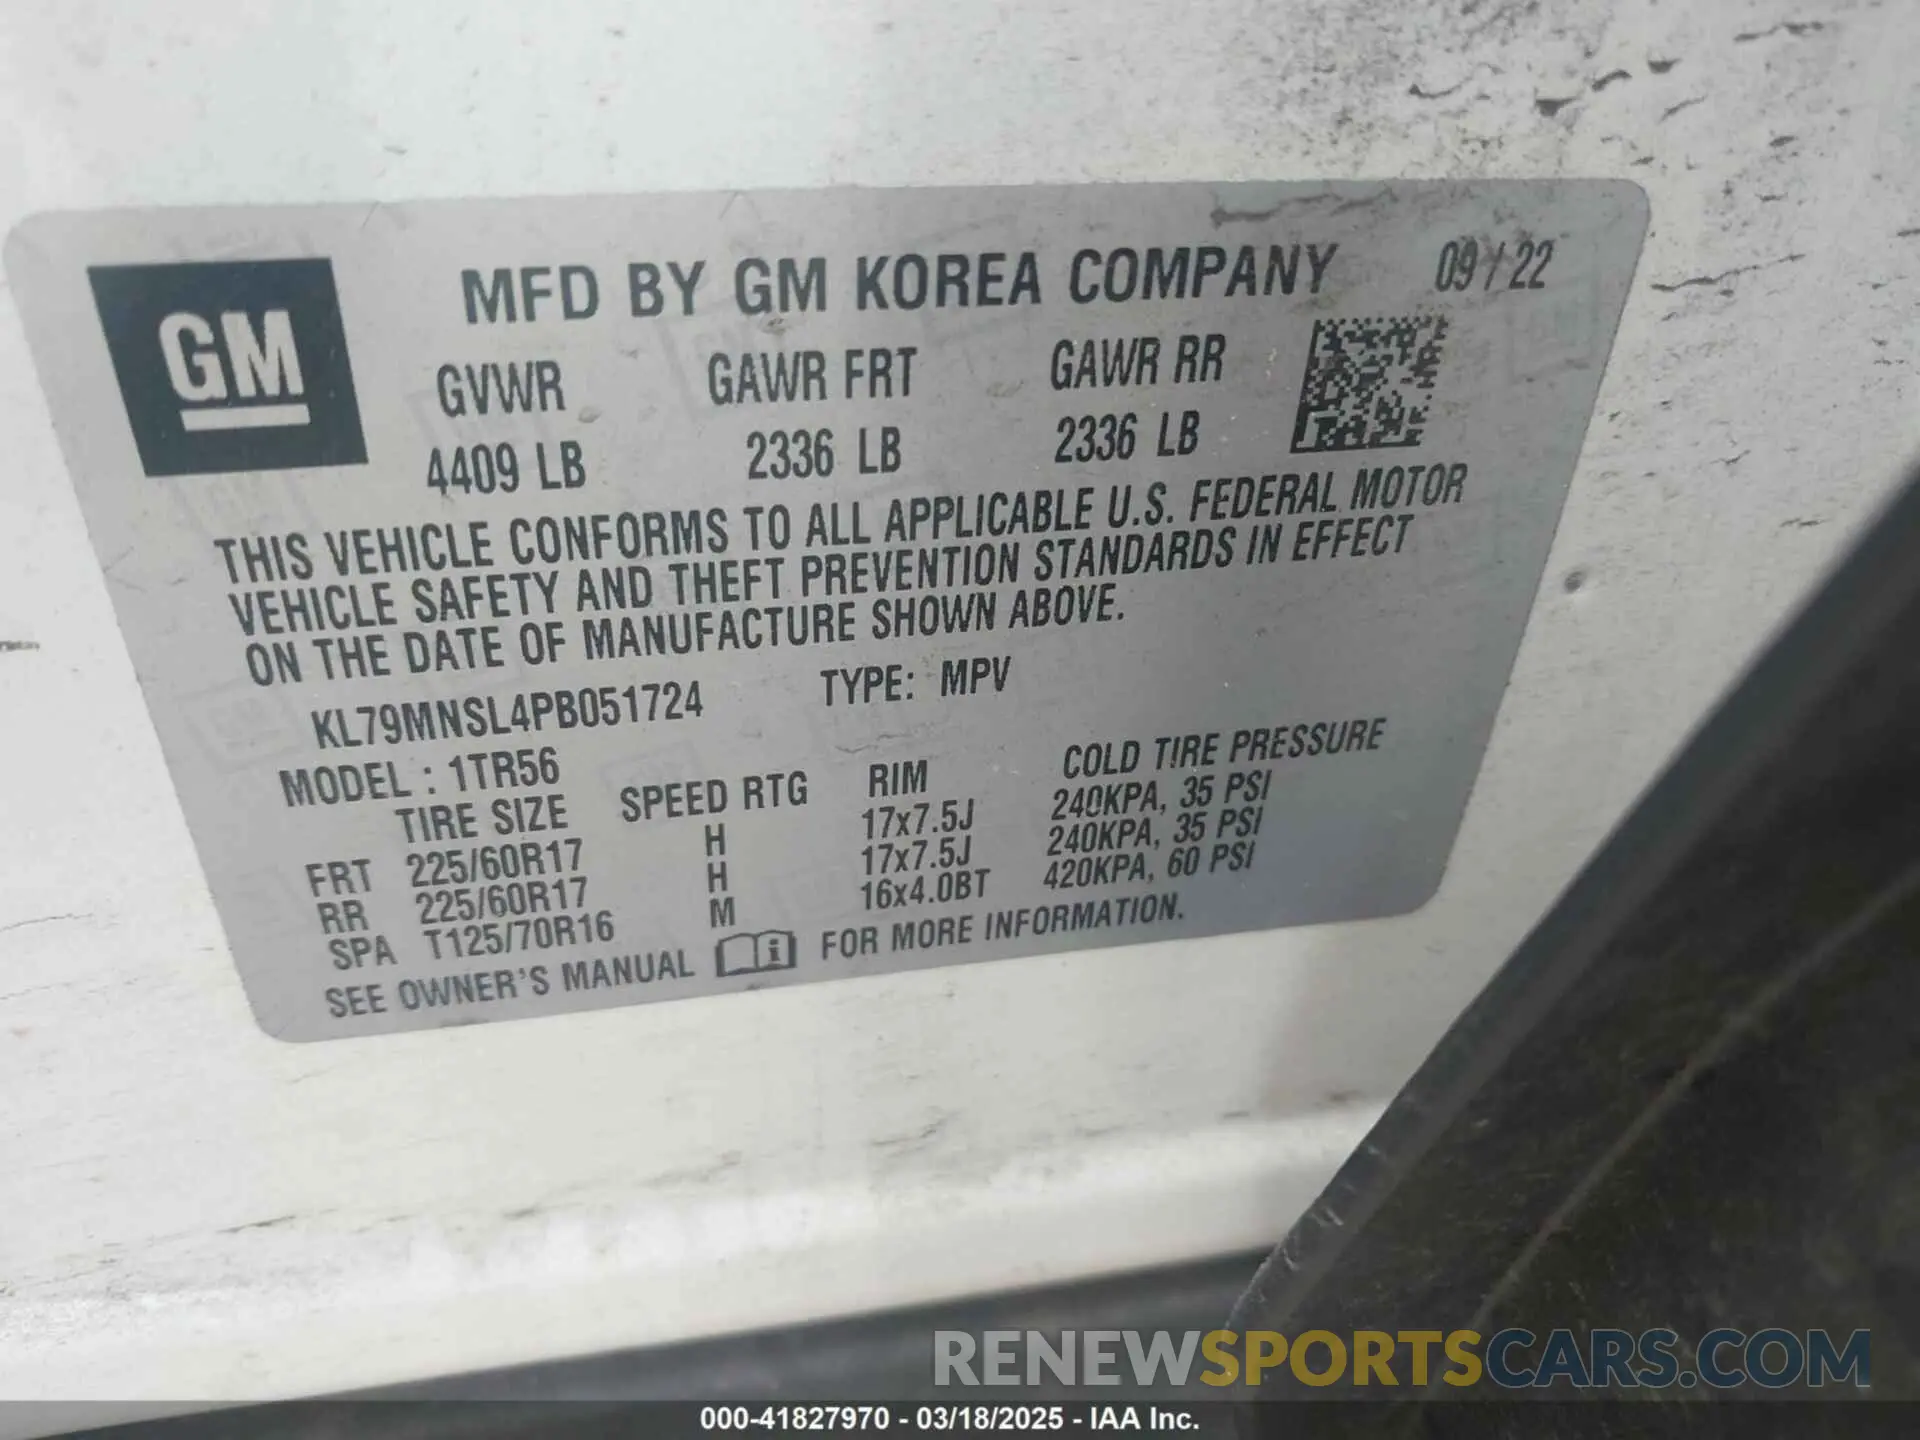 GM
MFD BY GM KOREA COMPANY 09/22
GVWR GAWR FRT GAWR RR
4409 LB 2336 LB 2336 LB
THIS VEHICLE CONFORMS TO ALL APPLICABLE U.S. FEDERAL MOTOR
VEHICLE SAFETY AND THEFT PREVENTION STANDARDS IN EFFECT
ON THE DATE OF MANUFACTURE SHOWN ABOVE.
KL79MNSL4PB051724 TYPE: MPV
MODEL : 1TR56
TIRE SIZE SPEED RTG RIM COLD TIRE PRESSURE
FRT 225/60R17 H 17x7.5J 240KPA, 35 PSI
RR 225/60R17 H 17x7.5J 240KPA, 35 PSI
SPA T125/70R16 M 16x4.0BT 420KPA, 60 PSI
SEE OWNER'S MANUAL FOR MORE INFORMATION.
RENEWSPORTSCARS.COM
000-41827970 - 03/18/2025 - IAA Inc.